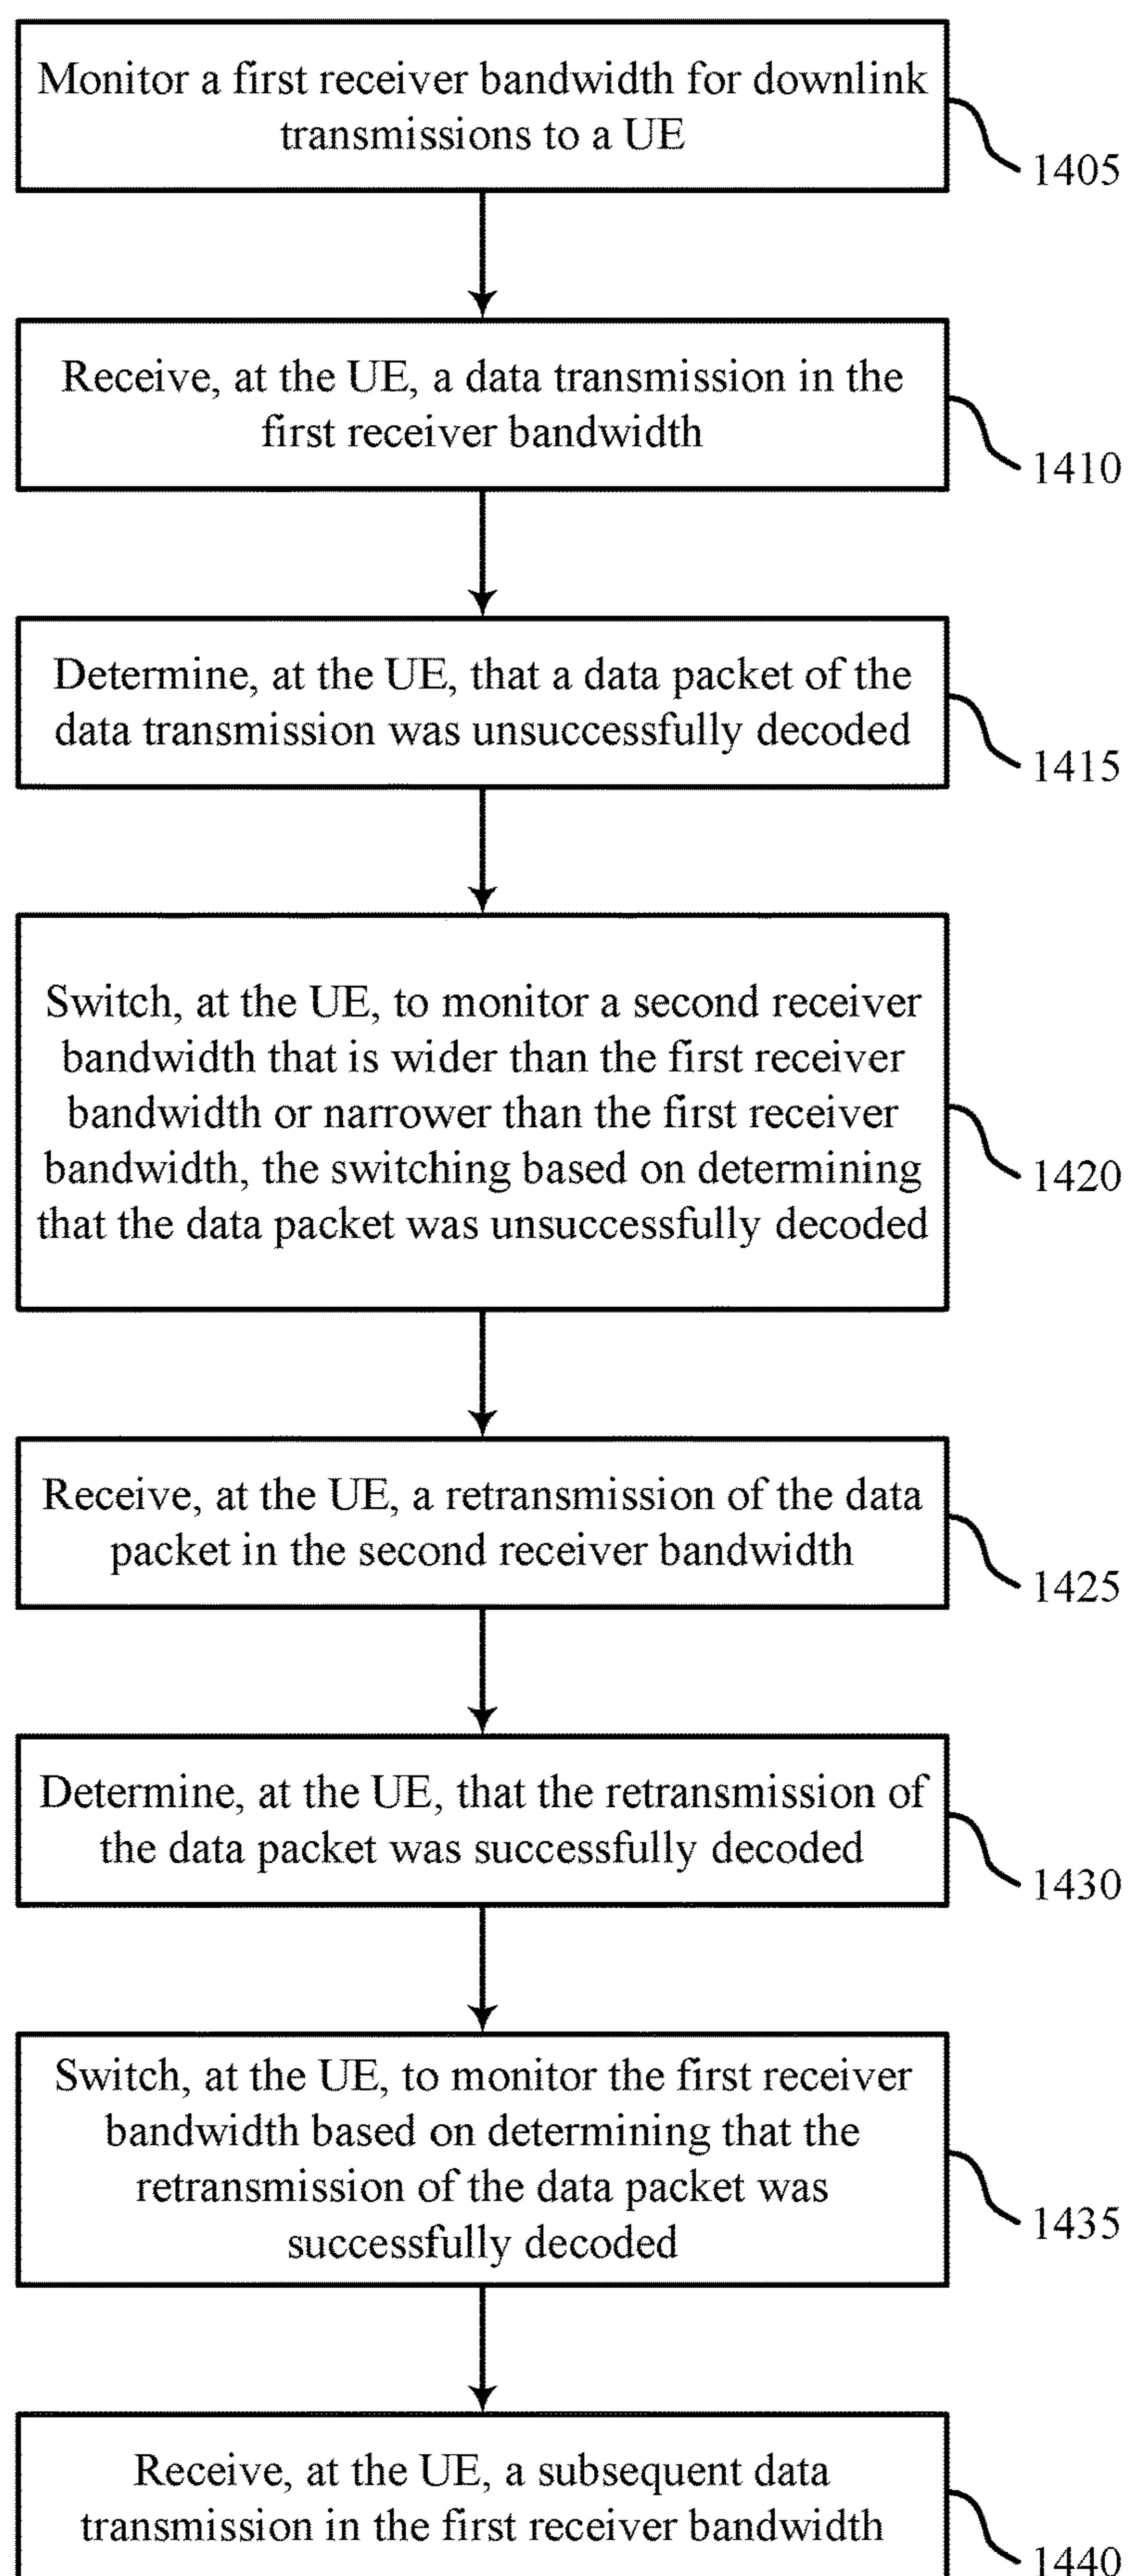 Monitor a first receiver bandwidth for downlink
transmissions to a UE
1405
Receive, at the UE, a data transmission in the
first receiver bandwidth
1410
Determine, at the UE, that a data packet of the
data transmission was unsuccessfully decoded
1415
Switch, at the UE, to monitor a second receiver
bandwidth that is wider than the first receiver
bandwidth or narrower than the first receiver
bandwidth, the switching based on determining
that the data packet was unsuccessfully decoded
1420
Receive, at the UE, a retransmission of the data
packet in the second receiver bandwidth
1425
Determine, at the UE, that the retransmission of
the data packet was successfully decoded
1430
Switch, at the UE, to monitor the first receiver
bandwidth based on determining that the
retransmission of the data packet was
successfully decoded
1435
Receive, at the UE, a subsequent data
transmission in the first receiver bandwidth
1440